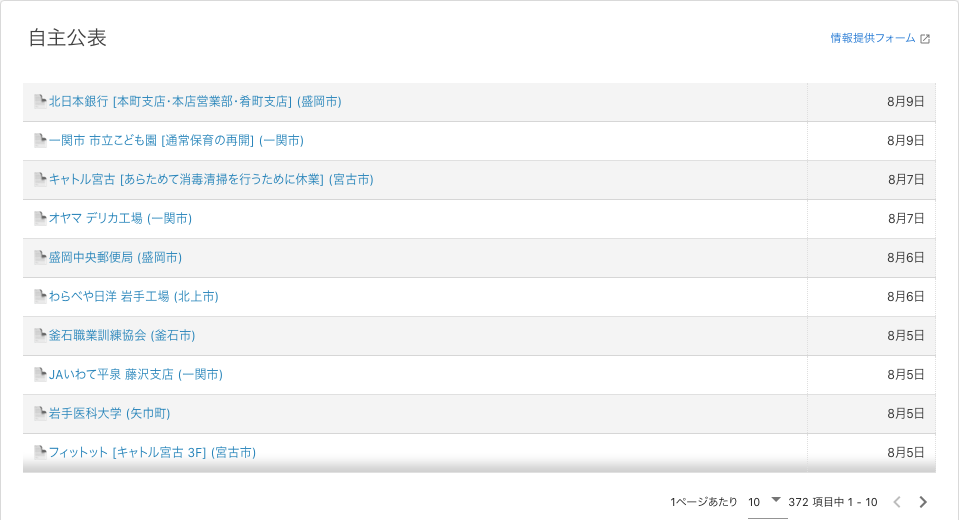 自主公表
情報提供フォーム
北日本銀行 [本町支店・本店営業部・肴町支店] (盛岡市) 8月9日
一関市 市立こども園 [通常保育の再開] (一関市) 8月9日
キャトル宮古 [あらためて消毒清掃を行うために休業] (宮古市) 8月7日
オヤマ デリカ工場 (一関市) 8月7日
盛岡中央郵便局 (盛岡市) 8月6日
わらべや日洋 岩手工場 (北上市) 8月6日
釜石職業訓練協会 (釜石市) 8月5日
JAいわて平泉 藤沢支店 (一関市) 8月5日
岩手医科大学 (矢巾町) 8月5日
フィットット [キャトル宮古 3F] (宮古市) 8月5日
1ページあたり 10 372 項目中 1 - 10